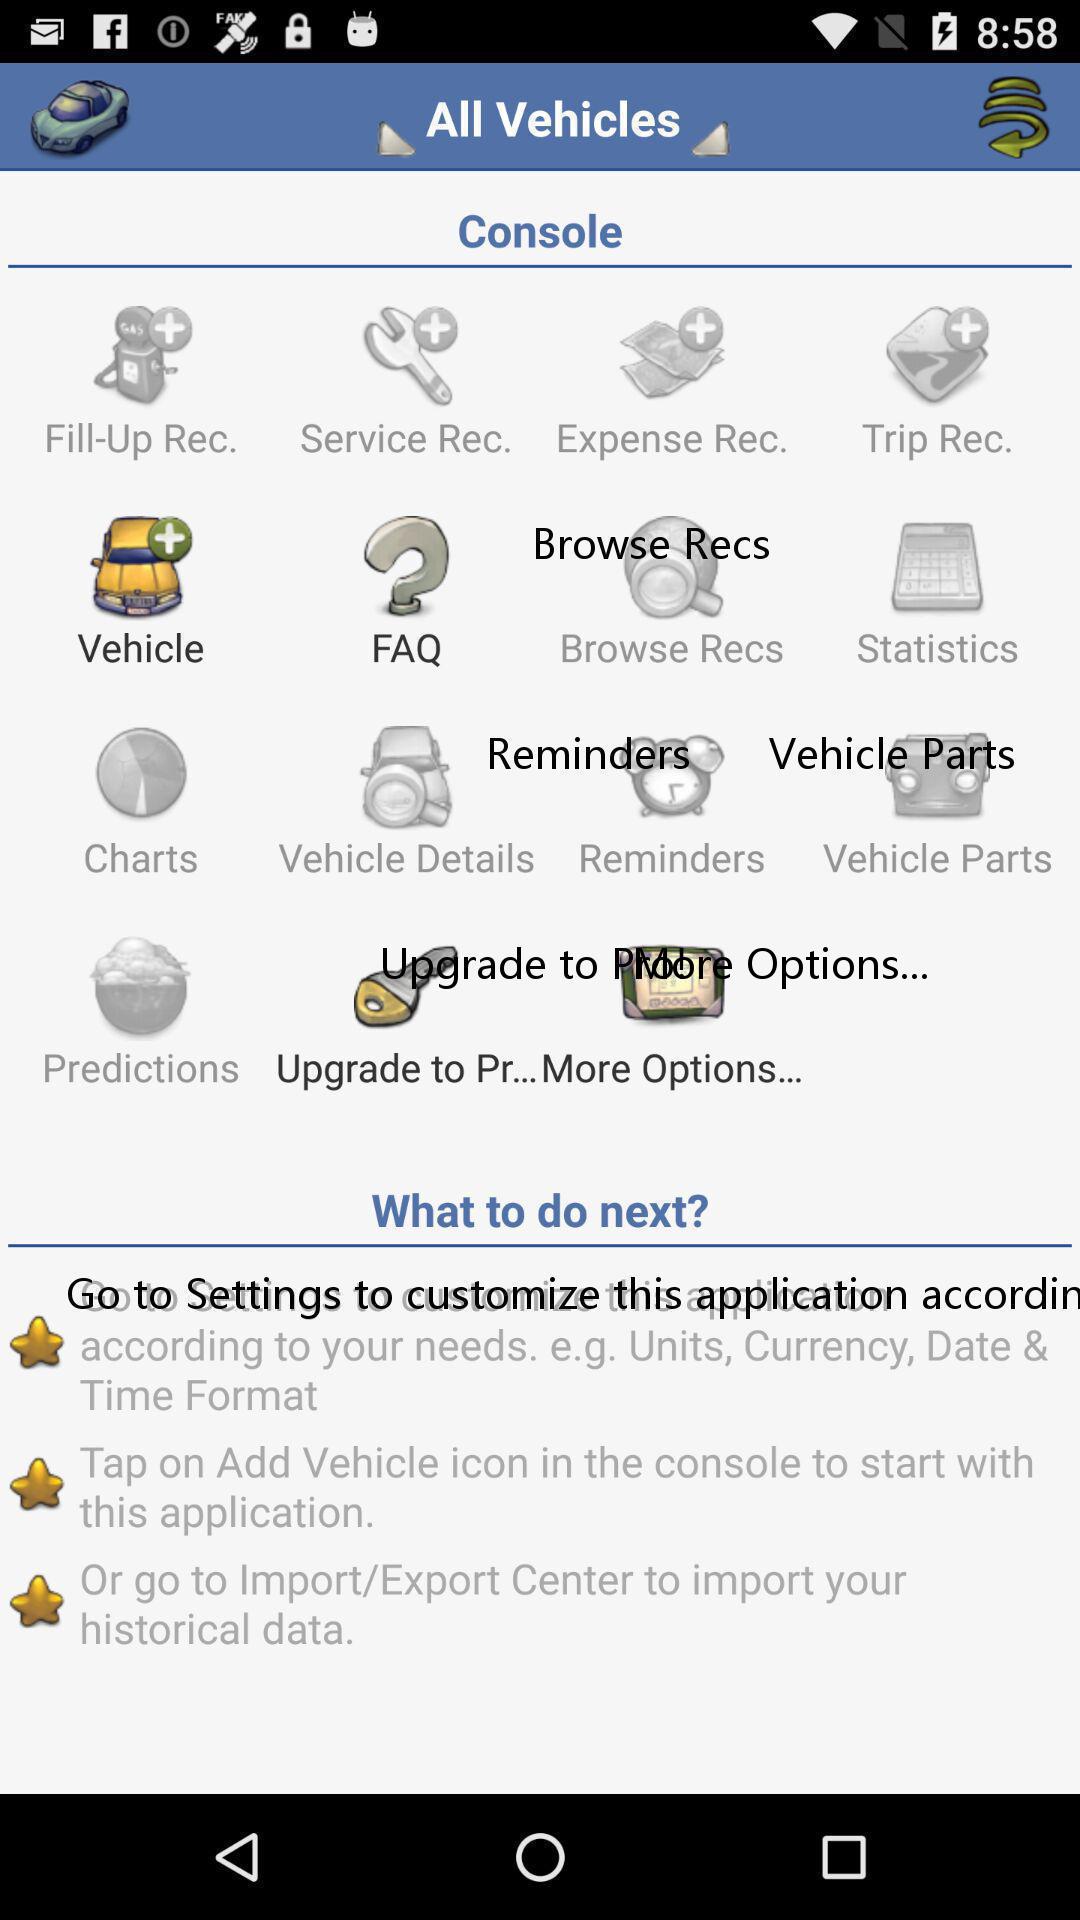 FAKE
8:58
All Vehicles
Console
GAS
Fill-Up Rec.
Service Rec.
Expense Rec.
Trip Rec.
Browse Recs
Vehicle
FAQ
Browse Recs
Statistics
Reminders
Vehicle Parts
Charts
Vehicle Details
Reminders
Vehicle Parts
Upgrade to Pro!
More Options...
Predictions
Upgrade to Pr...
More Options...
What to do next?
Go to Settings to customize this application accordin
Go to Settings to customize this application
according to your needs. e.g. Units, Currency, Date &
Time Format
Tap on Add Vehicle icon in the console to start with
this application.
Or go to Import/Export Center to import your
historical data.